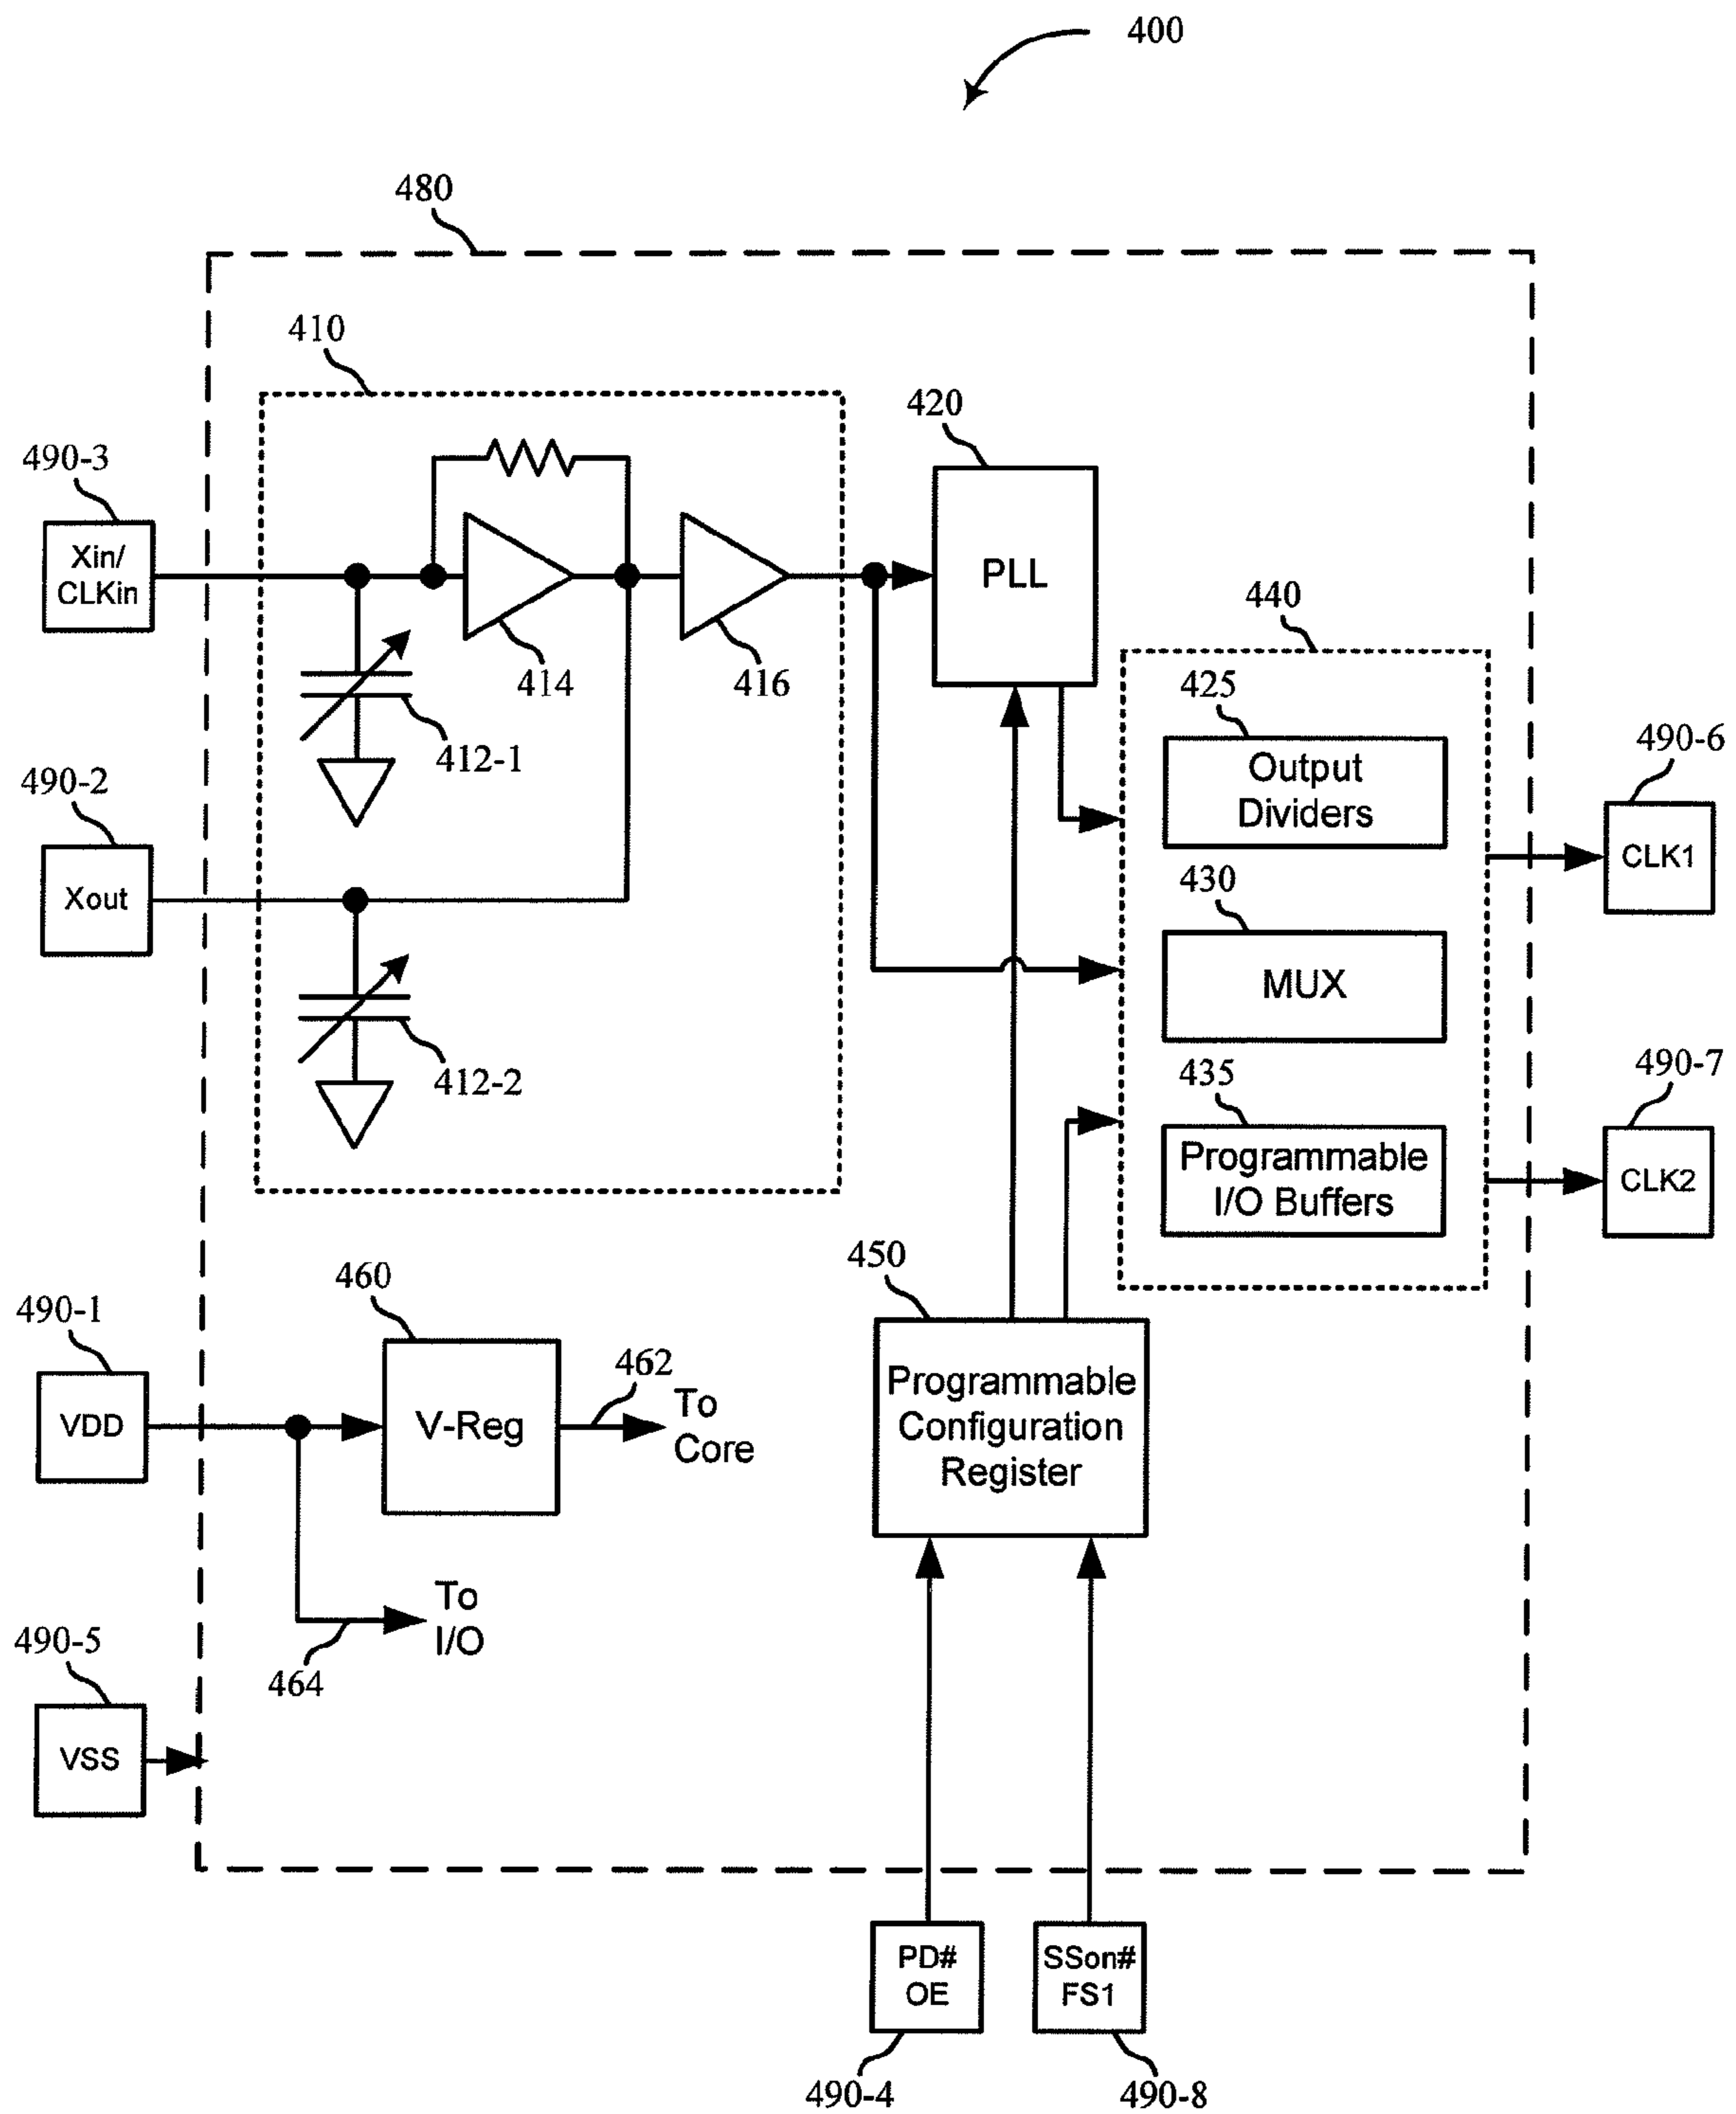 400
480
410
420
490-3
Xin/
CLKin
PLL
440
414
416
425
412-1
Output
Dividers
490-6
490-2
CLK1
Xout
430
MUX
412-2
435
490-7
Programmable
I/O Buffers
CLK2
450
460
490-1
462
To
Core
VDD
V-Reg
Programmable
Configuration
Register
To
I/O
490-5
464
VSS
PD#
OE
SSon#
FS1
490-4
490-8